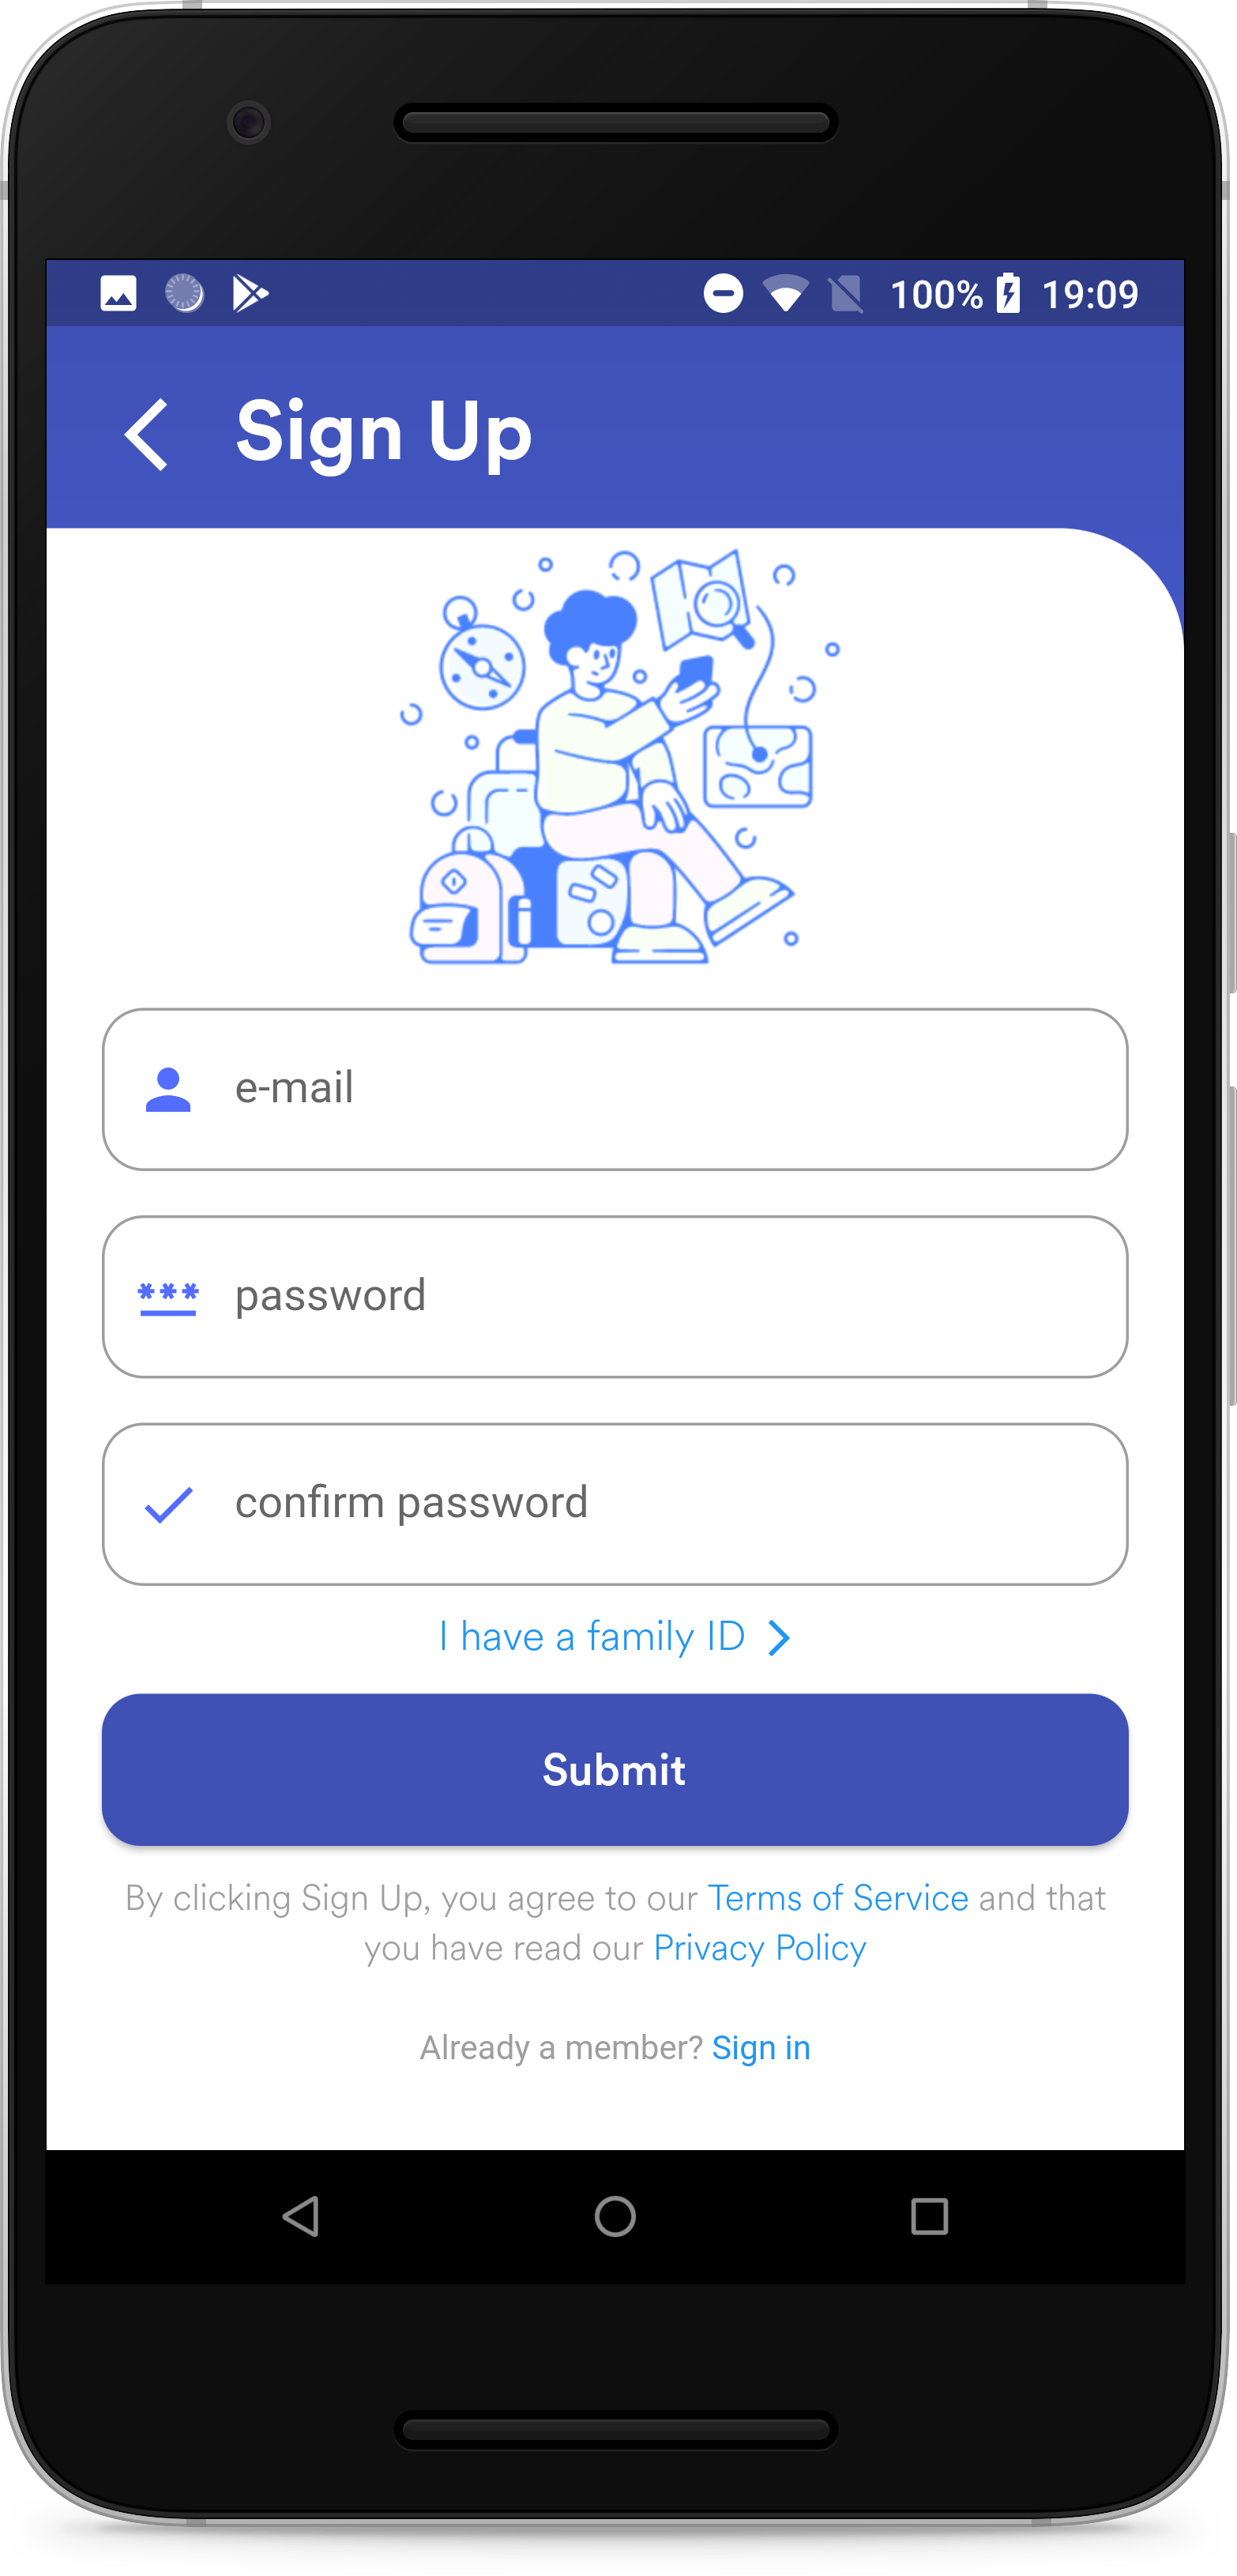 100% 19:09
Sign Up
e-mail
*** password
confirm password
I have a family ID
Submit
By clicking Sign Up, you agree to our Terms of Service and that
you have read our Privacy Policy
Already a member? Sign in